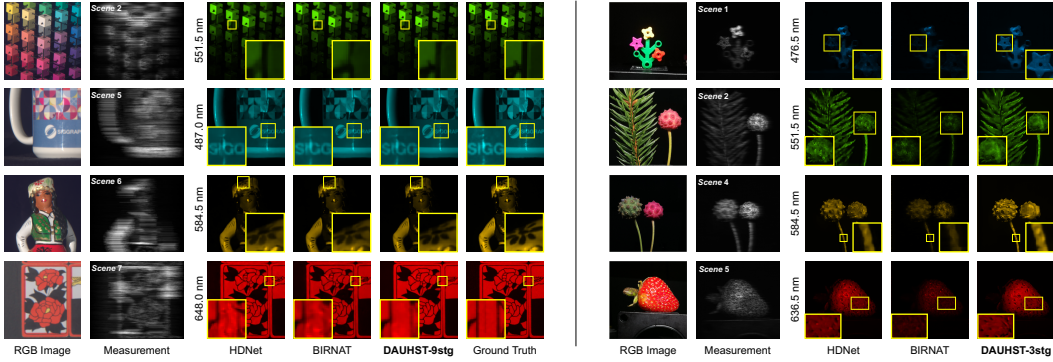 Scene 2
551.5 nm
Scene 5
487.0 nm
SIGG
Scene 6
584.5 nm
Scene 7
648.0 nm
RGB Image Measurement HDNet BIRNAT DAUHST-9stg Ground Truth
Scene 1
476.5 nm
Scene 2
551.5 nm
Scene 4
584.5 nm
Scene 5
636.5 nm
RGB Image Measurement HDNet BIRNAT DAUHST-3stg